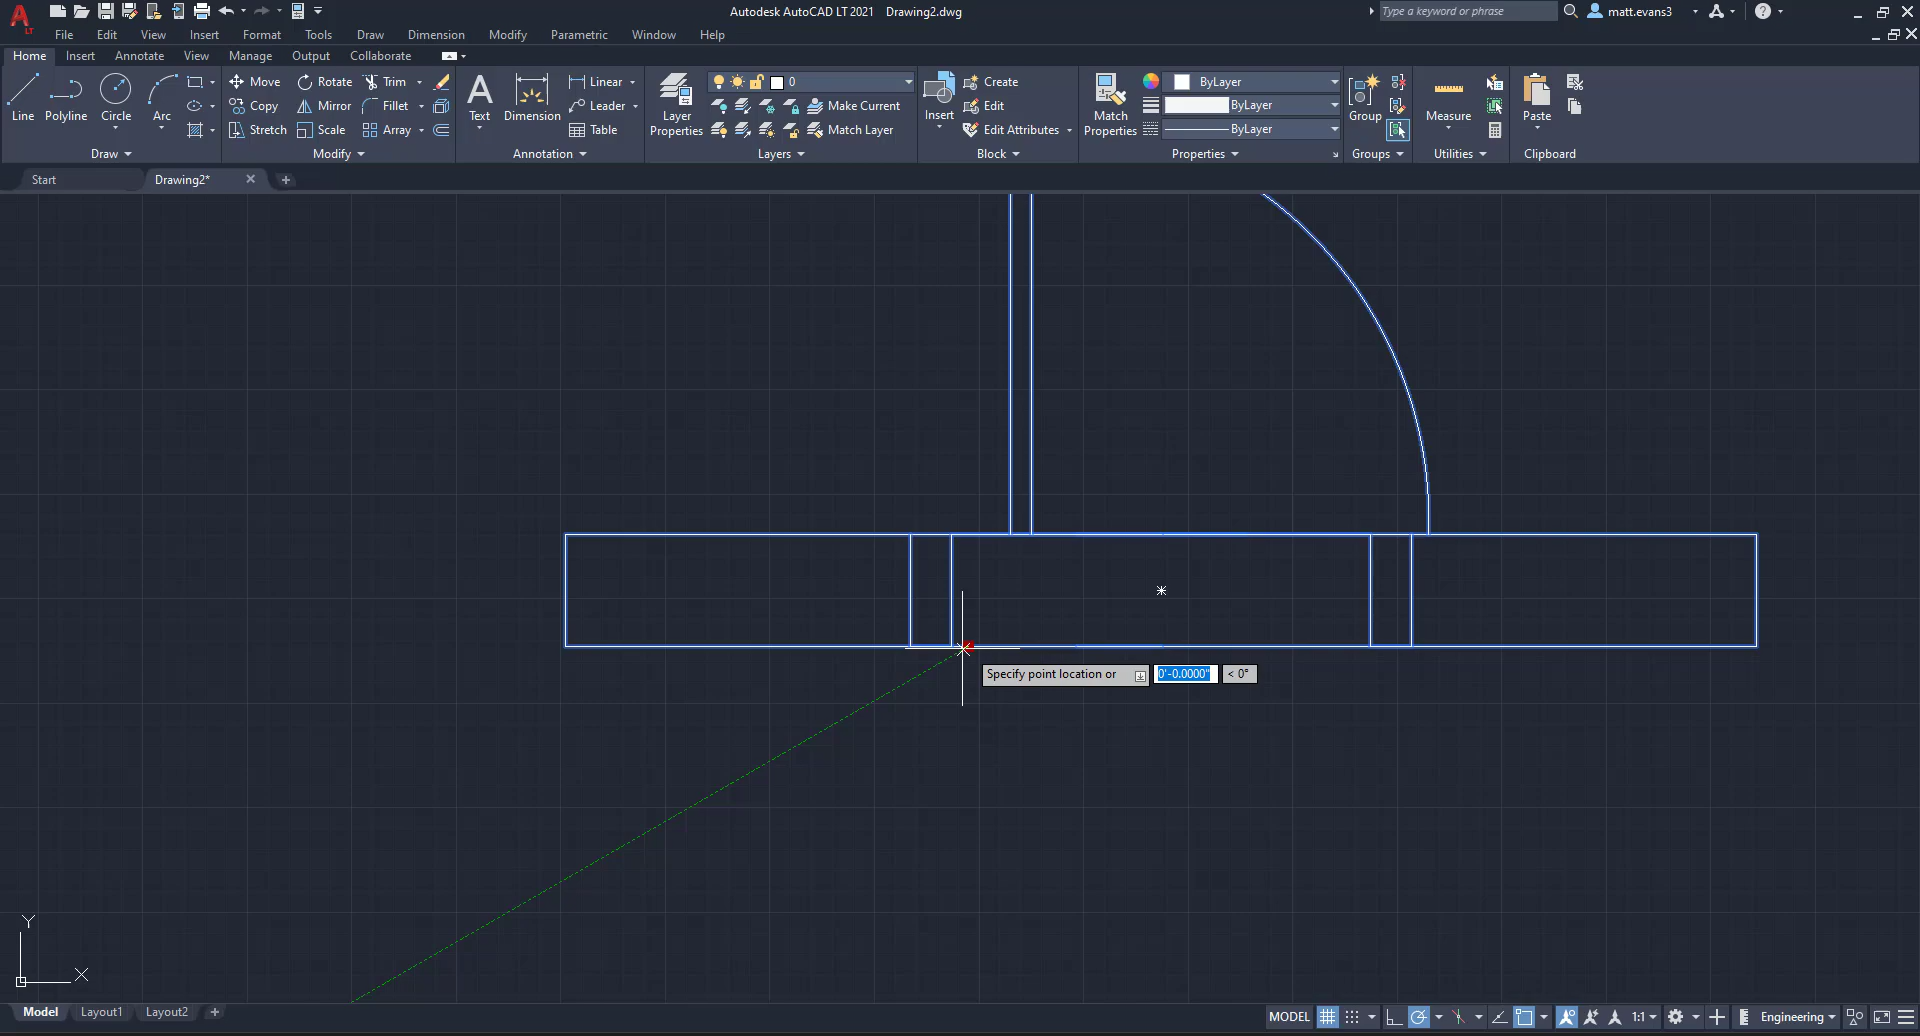 Autodesk AutoCAD LT 2021 Drawing2.dwg
Type a keyword or phrase
matt.evans3
LT
File Edit View Insert Format Tools Draw Dimension Modify Parametric Window Help
Home Insert Annotate View Manage Output Collaborate
Line Polyline Circle Arc
Move Rotate Trim
Copy Mirror Fillet
Stretch Scale Array
Text Dimension
Linear
Leader
Table
Layer Properties
0
Make Current
Match Layer
Insert
Create
Edit
Edit Attributes
Match Properties
ByLayer
ByLayer
ByLayer
Group
Measure
Paste
Draw Modify Annotation Layers Block Properties Groups Utilities Clipboard
Start Drawing2*
Specify point location or 0'-0.0000" < 0°
Y
X
Model Layout1 Layout2
MODEL 1:1 Engineering